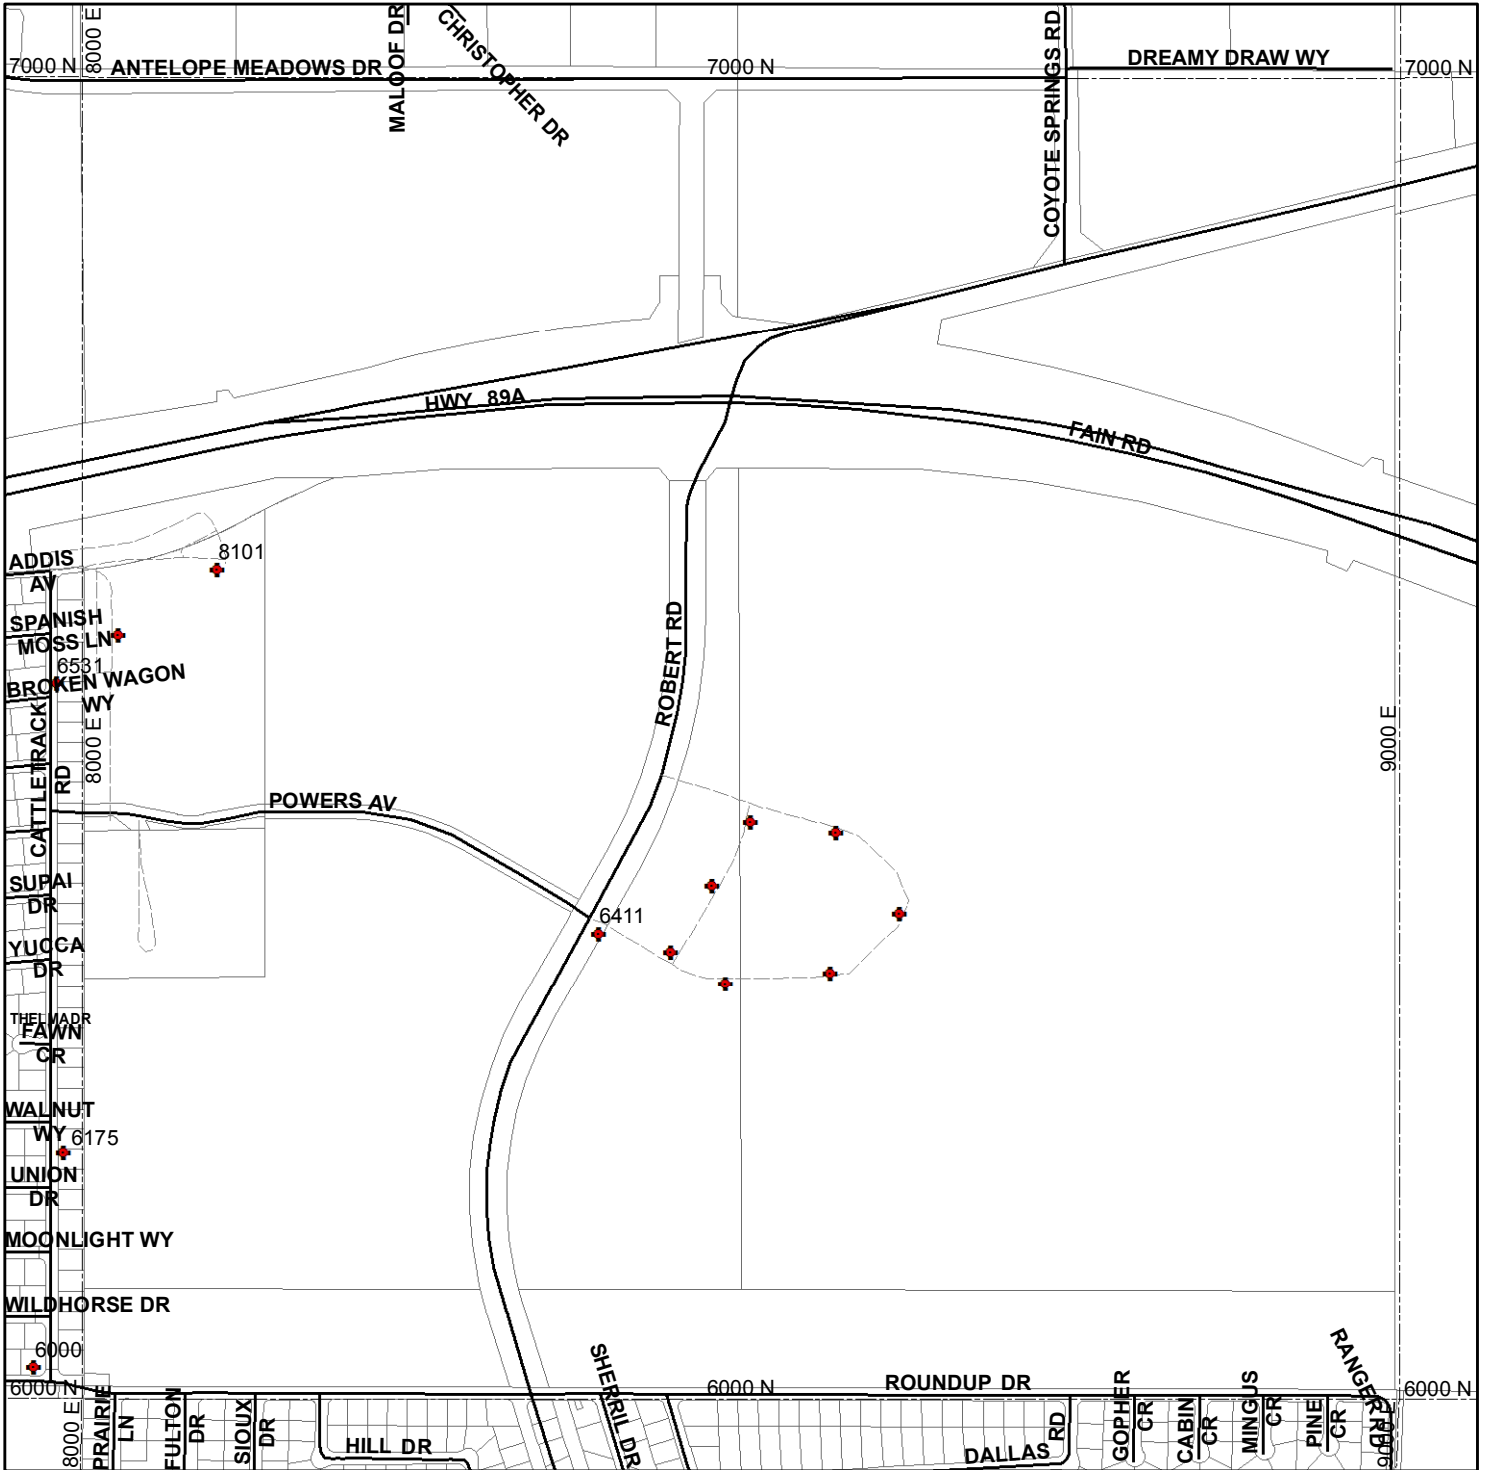 7000 N
8000 E
ANTELOPE MEADOWS DR
MALOOF DR
CHRISTOPHER DR
7000 N
COYOTE SPRINGS RD
DREAMY DRAW WY
7000 N
HWY 89A
FAIN RD
ADDIS
AV
8101
SPANISH
MOSS LN
6531
BROKEN WAGON
WY
CATTLETRACK
RD
8000 E
ROBERT RD
9000 E
POWERS AV
SUPAI
DR
6411
YUCCA
DR
THELMADR
FAWN
CR
WALNUT
WY
6175
UNION
DR
MOONLIGHT WY
WILDHORSE DR
6000
6000 N
8000 E
PRAIRIE
LN
FULTON
DR
SIOUX
DR
HILL DR
SHERRIL DR
6000 N
ROUNDUP DR
DALLAS
RD
GOPHER
CR
CABIN
CR
MINGUS
CR
PINE
CR
RANGER RD
9000 E
6000 N